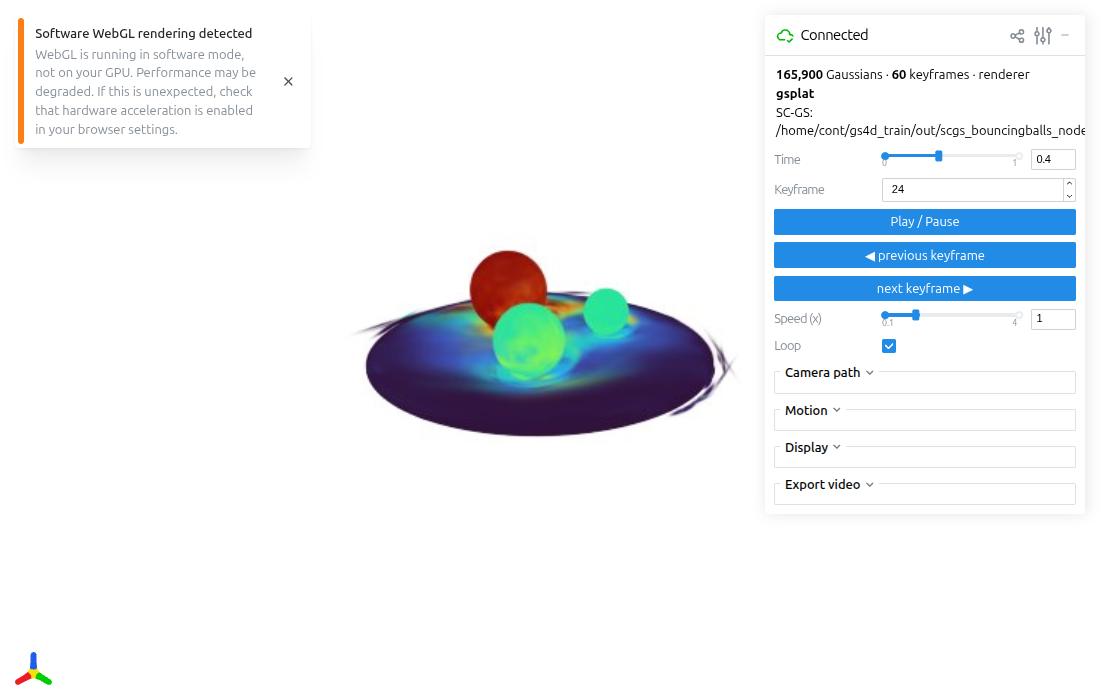 Software WebGL rendering detected
WebGL is running in software mode,
not on your GPU. Performance may be
degraded. If this is unexpected, check
that hardware acceleration is enabled
in your browser settings.
Connected
165,900 Gaussians · 60 keyframes · renderer
gsplat
SC-GS:
/home/cont/gs4d_train/out/scgs_bouncingballs_node
Time 0 1 0.4
Keyframe 24
Play / Pause
◀ previous keyframe
next keyframe ▶
Speed (x) 0.1 4 1
Loop
Camera path
Motion
Display
Export video